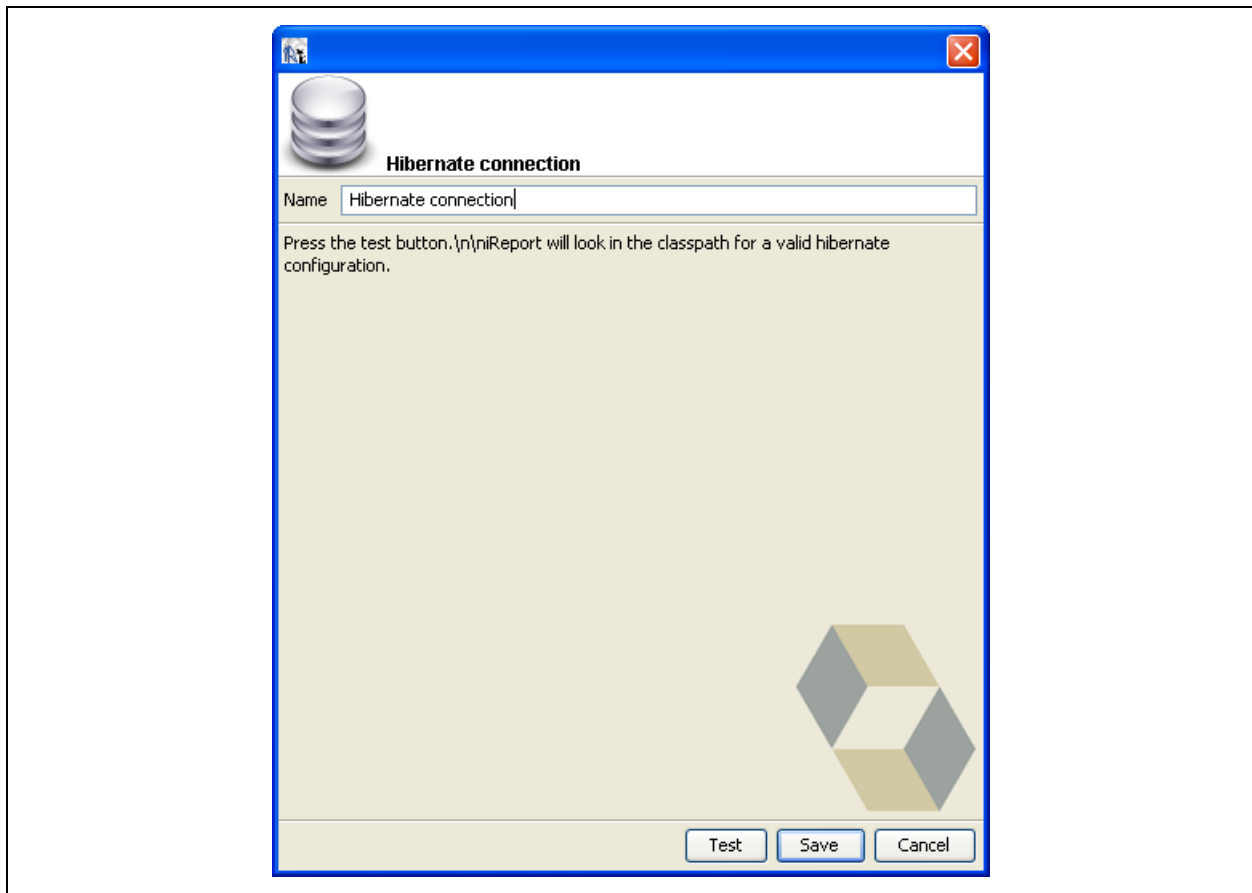 Hibernate connection
Name Hibernate connection
Press the test button.\n\niReport will look in the classpath for a valid hibernate
configuration.
Test Save Cancel